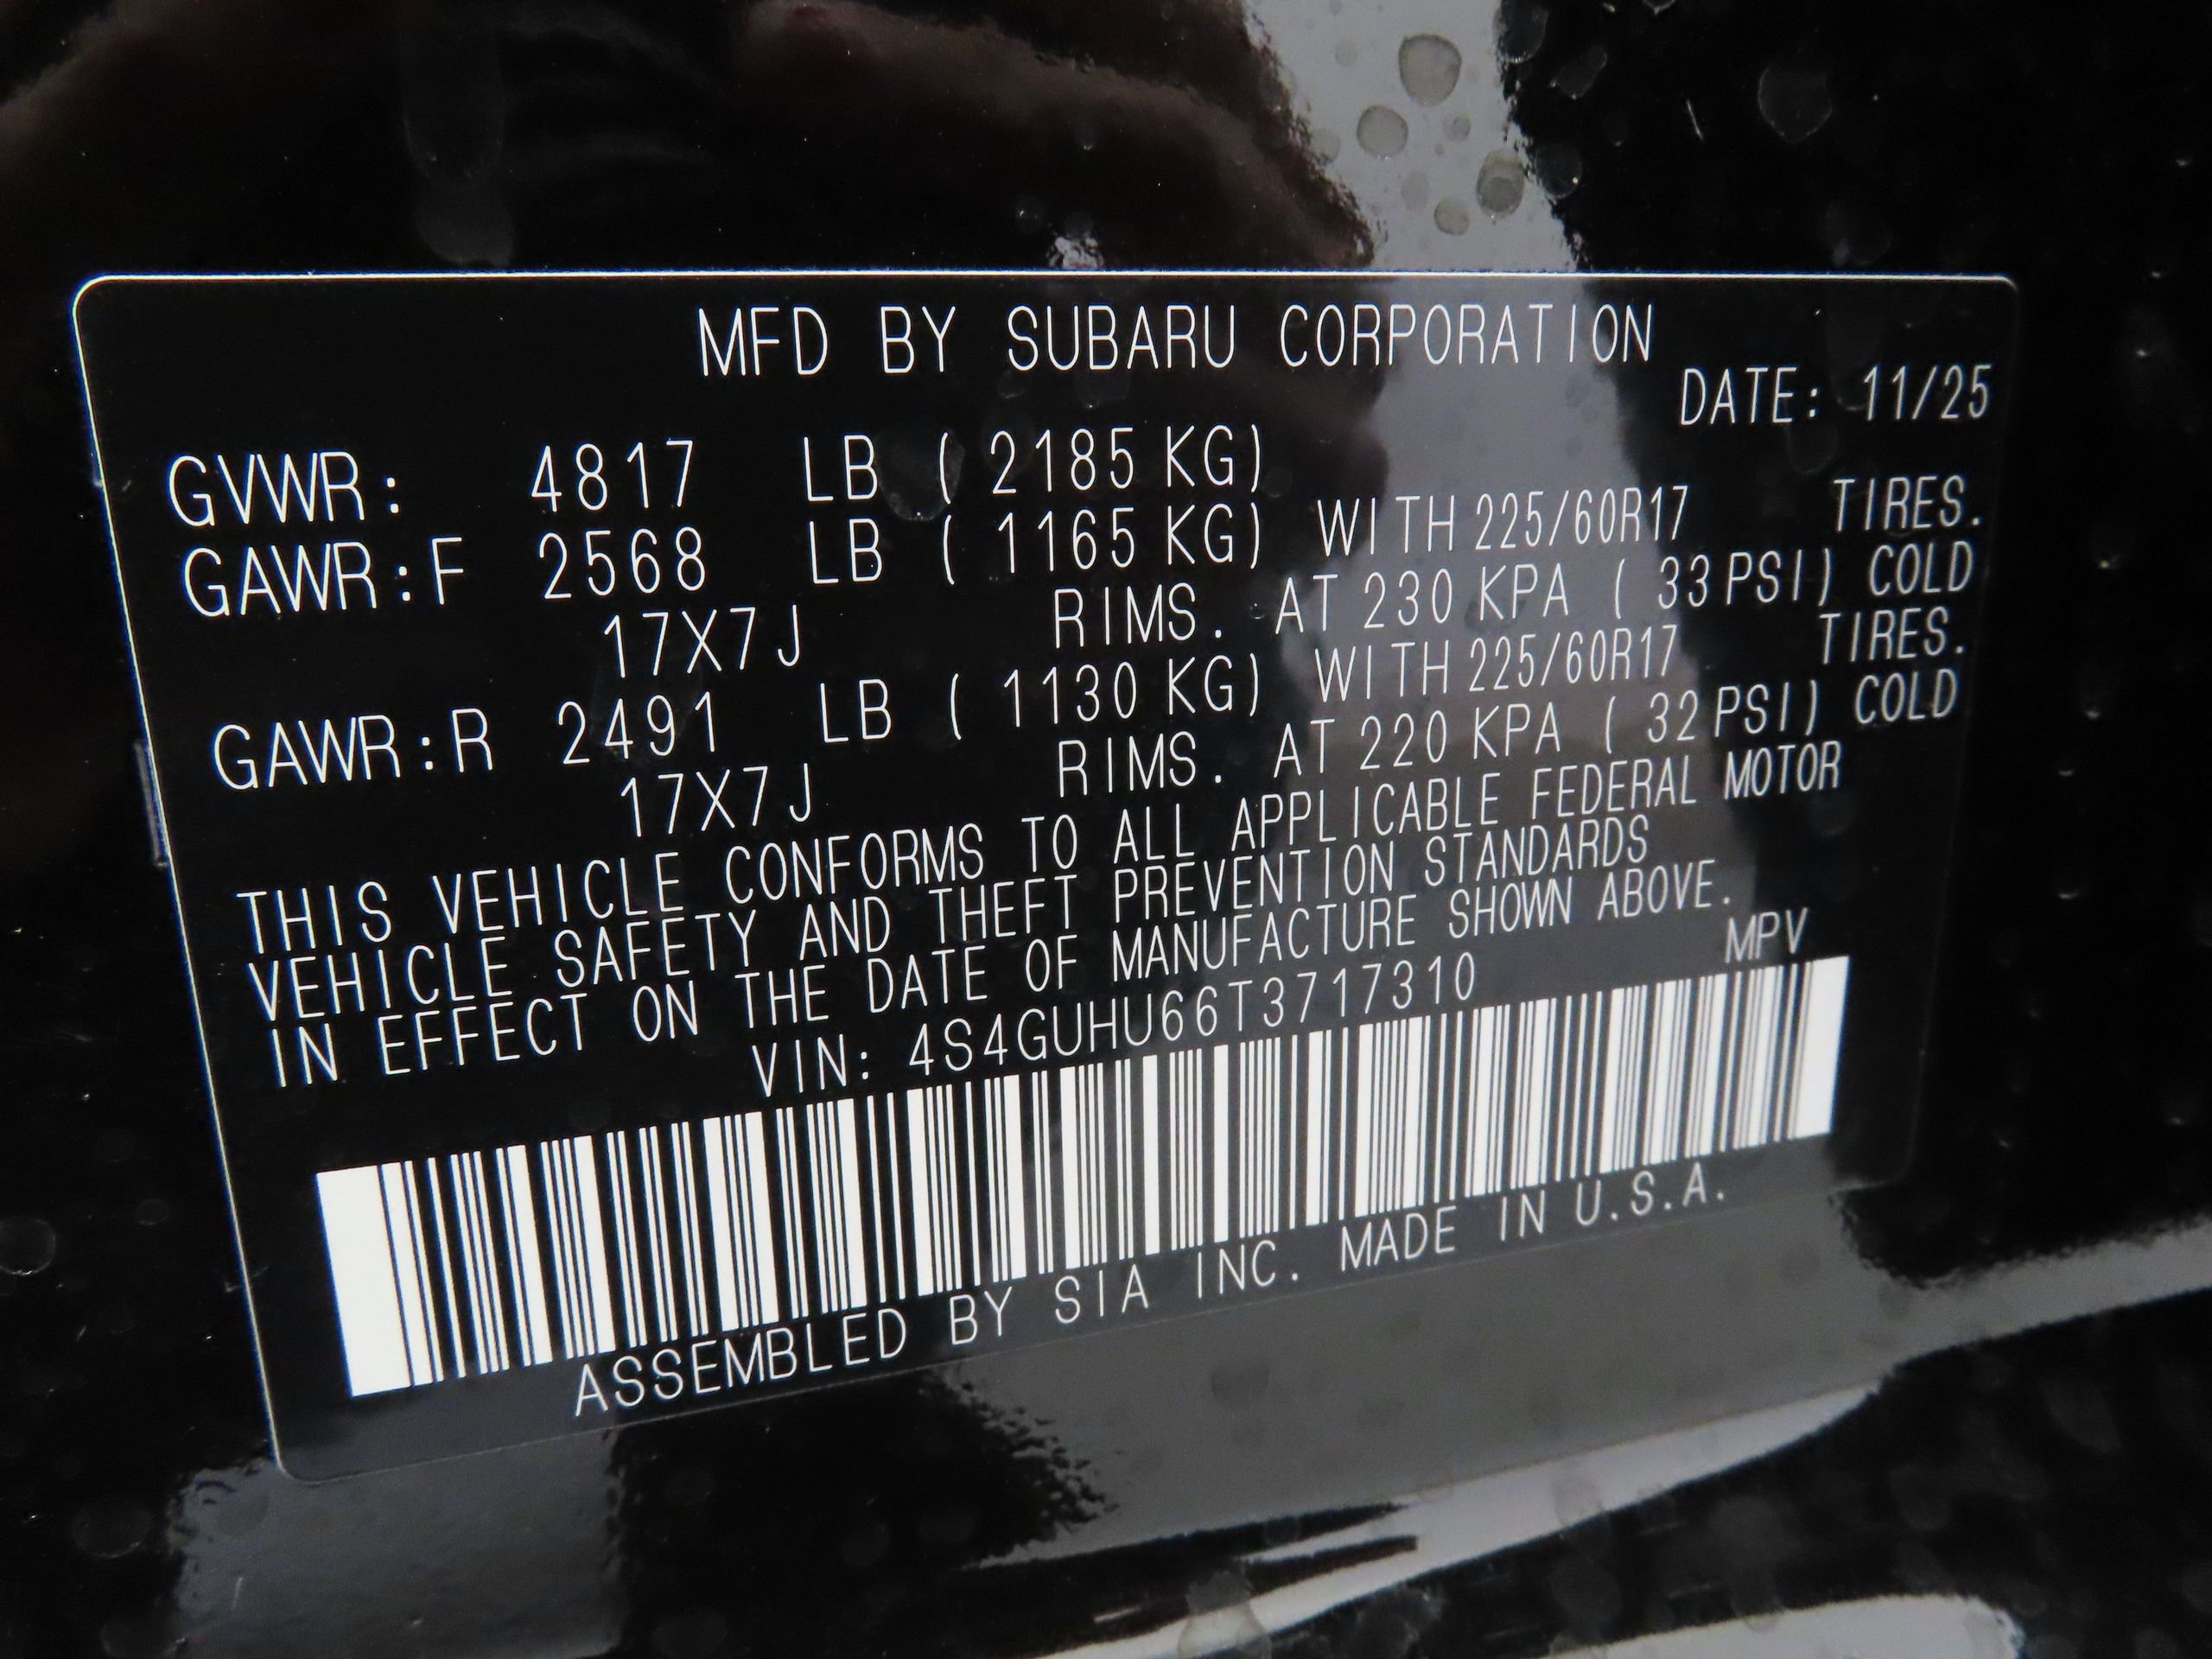 MFD BY SUBARU CORPORATION
DATE: 11/25
GVWR: 4817 LB ( 2185 KG)
GAWR:F 2568 LB ( 1165 KG) WITH 225/60R17 TIRES.
17X7J RIMS. AT 230 KPA ( 33 PSI) COLD
GAWR:R 2491 LB ( 1130 KG) WITH 225/60R17 TIRES.
17X7J RIMS. AT 220 KPA ( 32 PSI) COLD
THIS VEHICLE CONFORMS TO ALL APPLICABLE FEDERAL MOTOR
VEHICLE SAFETY AND THEFT PREVENTION STANDARDS
IN EFFECT ON THE DATE OF MANUFACTURE SHOWN ABOVE.
VIN: 4S4GUHU66T3717310 MPV
ASSEMBLED BY SIA INC. MADE IN U.S.A.